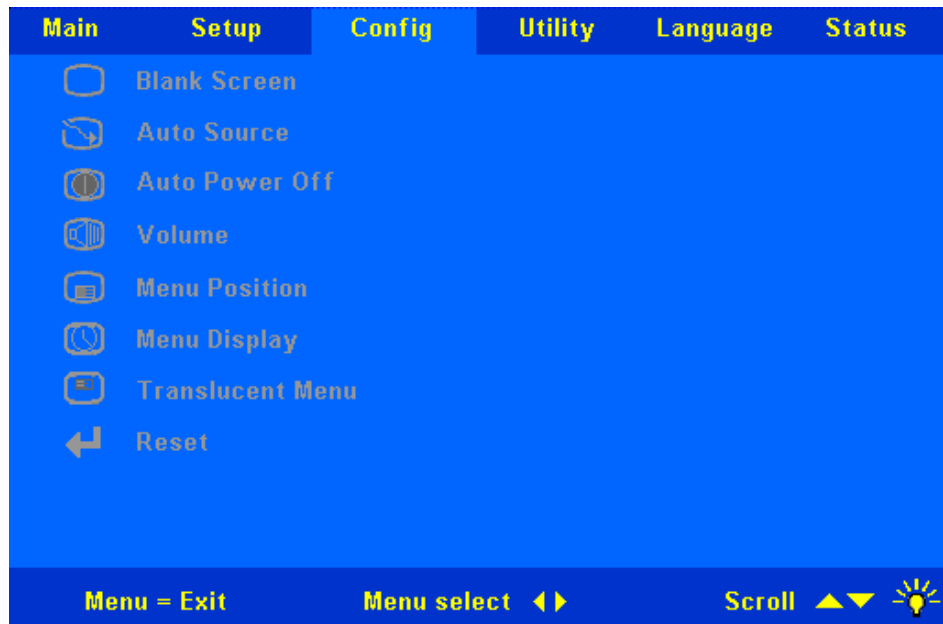 Main Setup Config Utility Language Status
Blank Screen
Auto Source
Auto Power Off
Volume
Menu Position
Menu Display
Translucent Menu
Reset
Menu = Exit Menu select Scroll